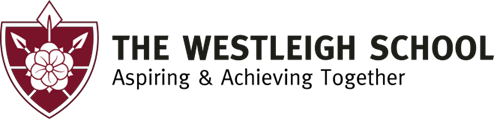 THE WESTLEIGH SCHOOL
Aspiring & Achieving Together